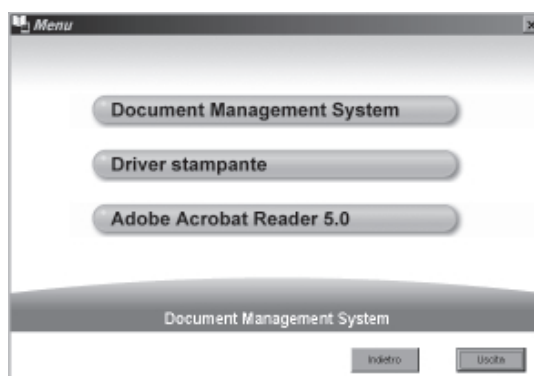 Menu
Document Management System
Driver stampante
Adobe Acrobat Reader 5.0
Document Management System
Indietro
Uscita